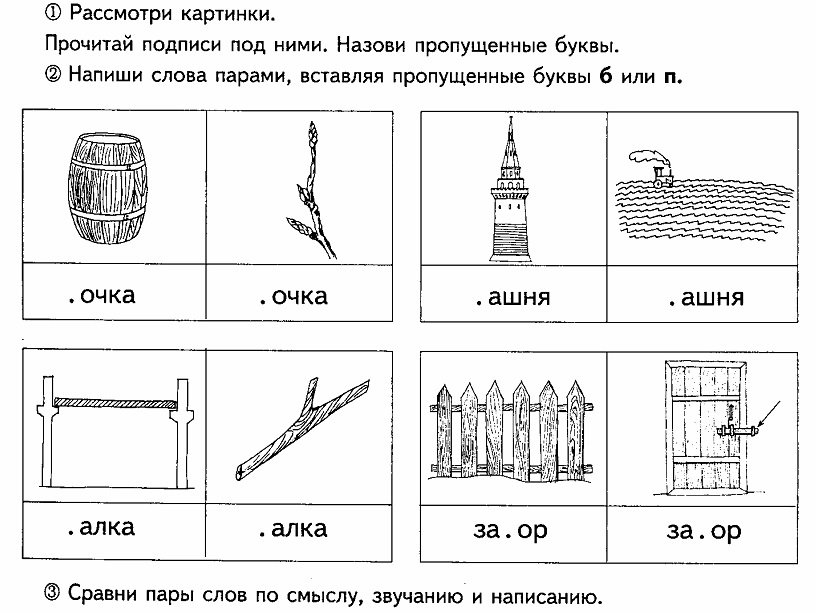 ① Рассмотри картинки.
Прочитай подписи под ними. Назови пропущенные буквы.
② Напиши слова парами, вставляя пропущенные буквы б или п.
. очка . очка . ашня . ашня
. алка . алка за . ор за . ор
③ Сравни пары слов по смыслу, звучанию и написанию.